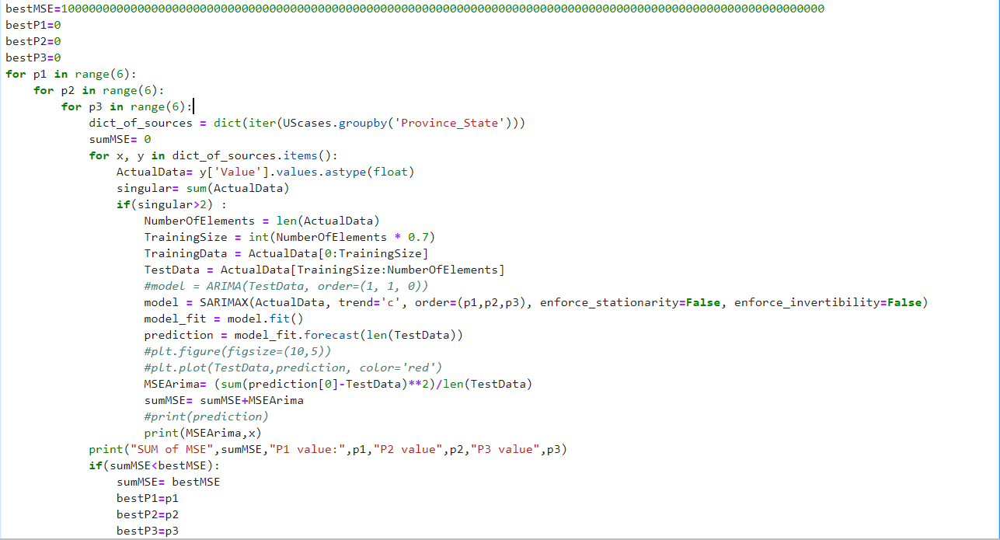 bestMSE=1000000000000000000000000000000000000000000000000000000000000000000000000000000000000000000000000000000000000
bestP1=0
bestP2=0
bestP3=0
for p1 in range(6):
    for p2 in range(6):
        for p3 in range(6):
            dict_of_sources = dict(iter(UScases.groupby('Province_State')))
            sumMSE= 0
            for x, y in dict_of_sources.items():
                ActualData= y['Value'].values.astype(float)
                singular= sum(ActualData)
                if(singular>2) :
                    NumberOfElements = len(ActualData)
                    TrainingSize = int(NumberOfElements * 0.7)
                    TrainingData = ActualData[0:TrainingSize]
                    TestData = ActualData[TrainingSize:NumberOfElements]
                    #model = ARIMA(TestData, order=(1, 1, 0))
                    model = SARIMAX(ActualData, trend='c', order=(p1,p2,p3), enforce_stationarity=False, enforce_invertibility=False)
                    model_fit = model.fit()
                    prediction = model_fit.forecast(len(TestData))
                    #plt.figure(figsize=(10,5))
                    #plt.plot(TestData,prediction, color='red')
                    MSEArima= (sum(prediction[0]-TestData)**2)/len(TestData)
                    sumMSE= sumMSE+MSEArima
                    #print(prediction)
                    print(MSEArima,x)
            print("SUM of MSE",sumMSE,"P1 value:",p1,"P2 value",p2,"P3 value",p3)
            if(sumMSE<bestMSE):
                sumMSE= bestMSE
                bestP1=p1
                bestP2=p2
                bestP3=p3